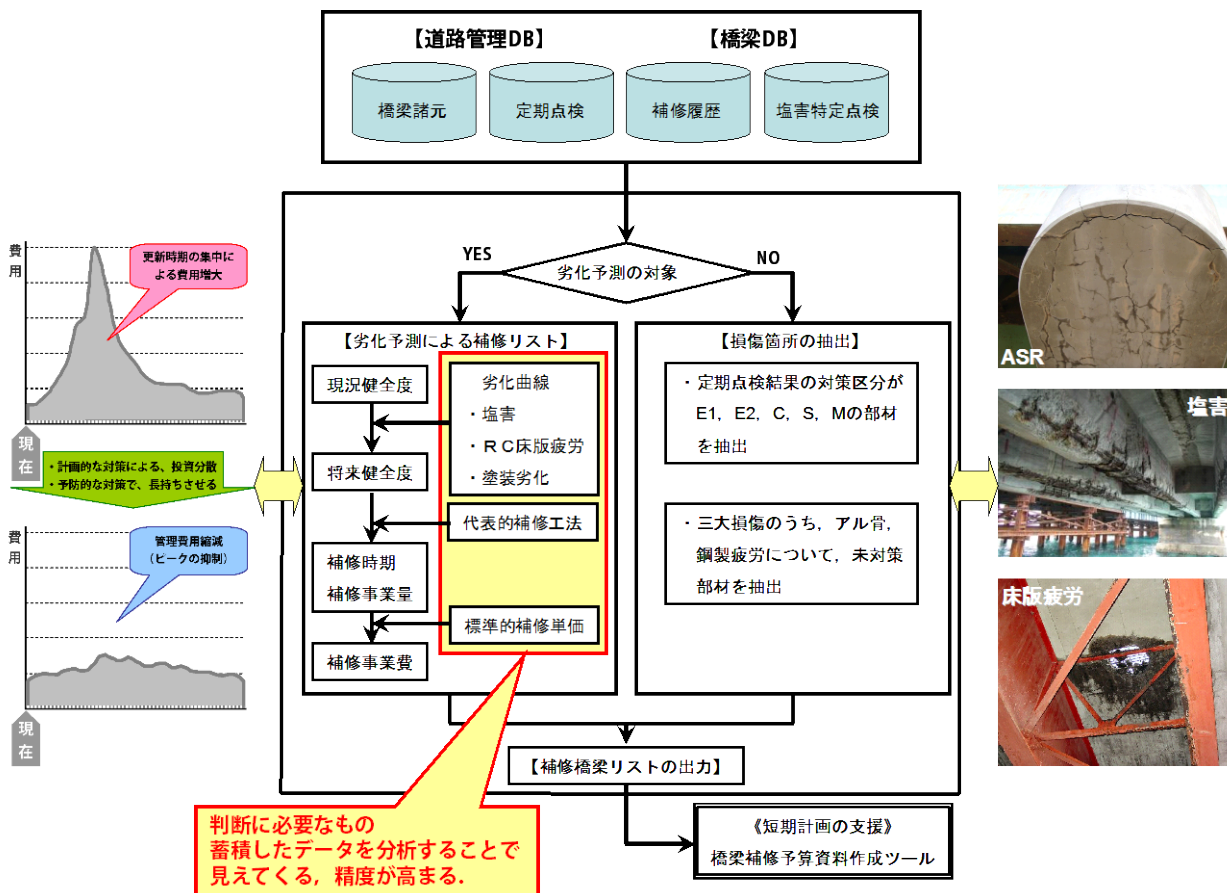 【道路管理DB】
【橋梁DB】
橋梁諸元
定期点検
補修履歴
塩害特定点検
劣化予測の対象
YES
NO
【劣化予測による補修リスト】
現況健全度
将来健全度
補修時期
補修事業量
補修事業費
劣化曲線
・塩害
・ＲＣ床版疲労
・塗装劣化
代表的補修工法
標準的補修単価
【損傷箇所の抽出】
・定期点検結果の対策区分が
E1，E2，C，S，Mの部材
を抽出
・三大損傷のうち，アル骨，
鋼製疲労について，未対策
部材を抽出
【補修橋梁リストの出力】
《短期計画の支援》
橋梁補修予算資料作成ツール
判断に必要なもの
蓄積したデータを分析することで
見えてくる，精度が高まる．
費用
更新時期の集中に
よる費用増大
現在
・計画的な対策による、投資分散
・予防的な対策で、長持ちさせる
費用
管理費用縮減
（ピークの抑制）
現在
ASR
塩害
床版疲労